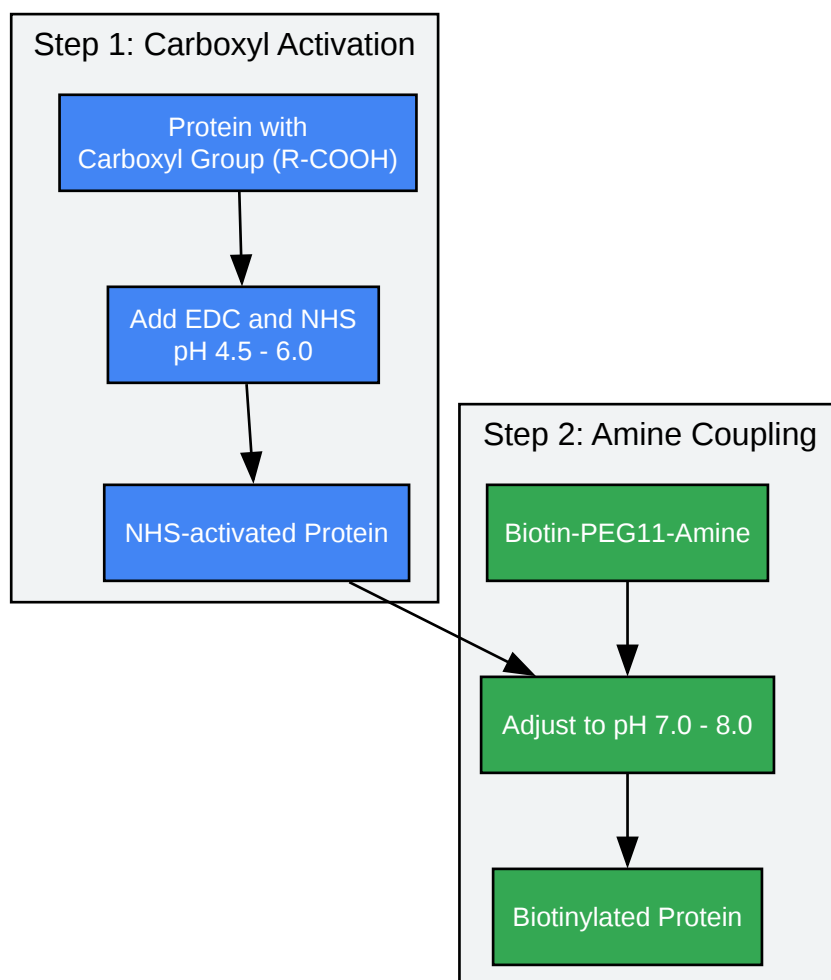 Step 1: Carboxyl Activation
Protein with
Carboxyl Group (R-COOH)
Add EDC and NHS
pH 4.5 - 6.0
NHS-activated Protein
Step 2: Amine Coupling
Biotin-PEG11-Amine
Adjust to pH 7.0 - 8.0
Biotinylated Protein